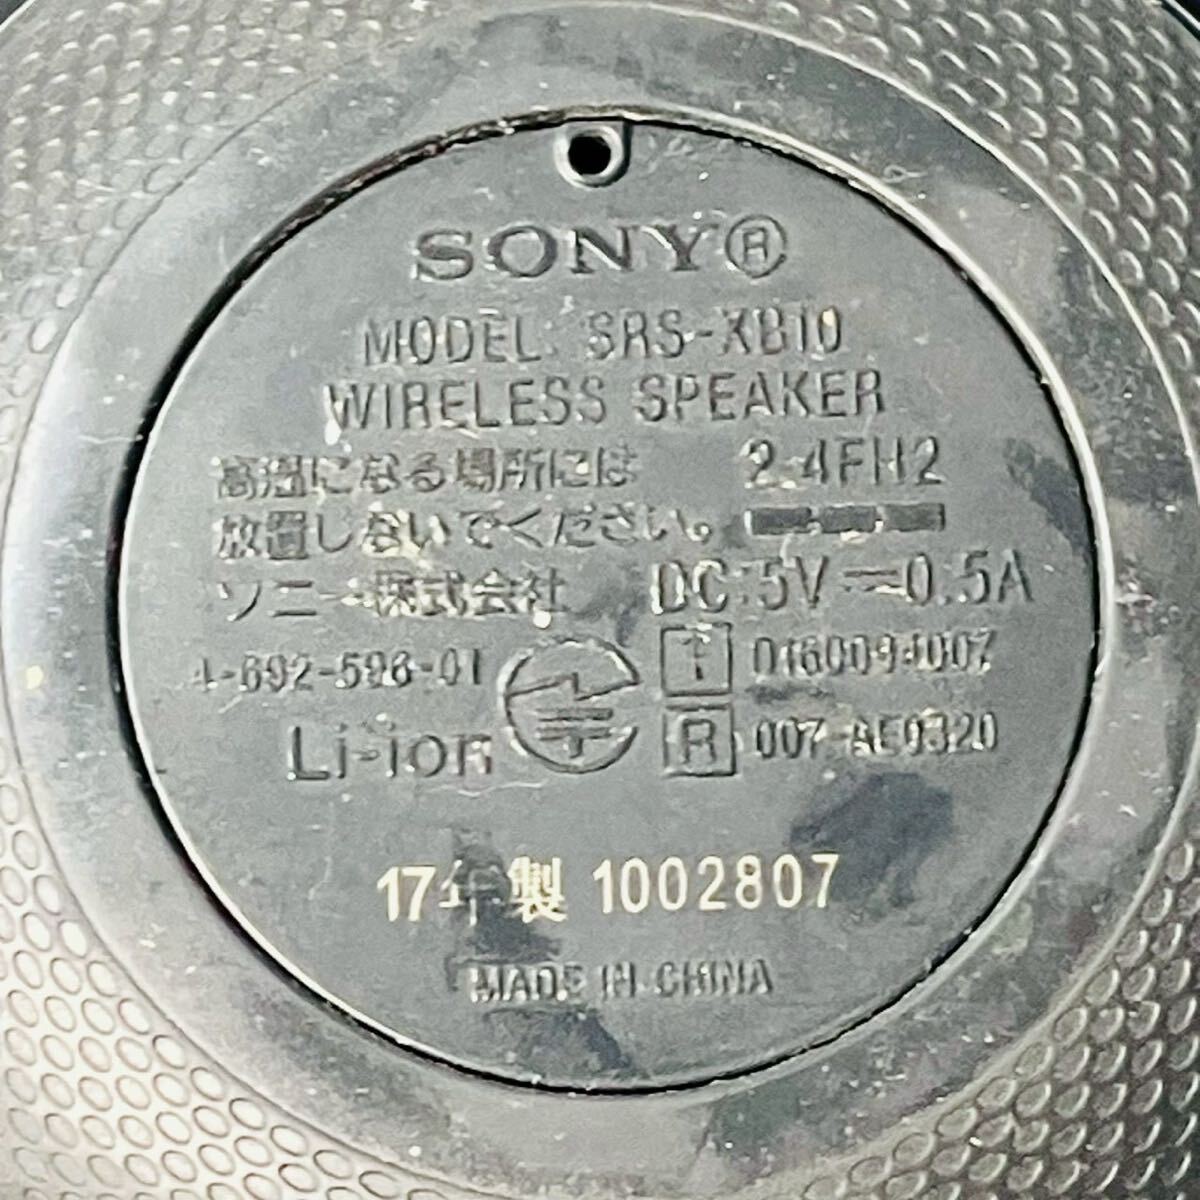 SONY®
MODEL SRS-XB10
WIRELESS SPEAKER
高温になる場所には 2.4FH2
放置しないでください。
ソニー株式会社 DC 5V 0.5A
4-692-596-01 T D160094007
Li-ion R 007-AE0320
17年製 1002807
MADE IN CHINA